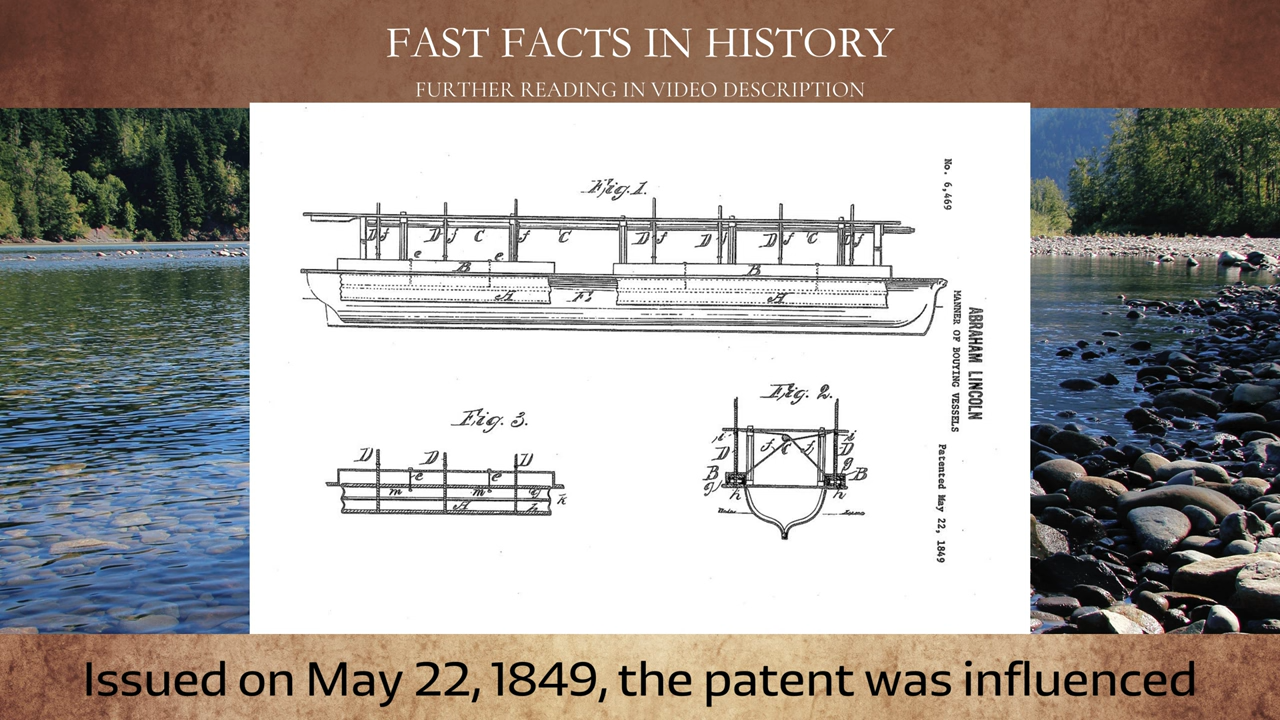 FAST FACTS IN HISTORY
FURTHER READING IN VIDEO DESCRIPTION
Fig. 1.
D f D f C f C D f D f D f C D f
e e
B B
A F A
No. 6,469
ABRAHAM LINCOLN
MANNER OF BOUYING VESSELS
Patented May 22, 1849
Fig. 3.
D D D
e e
m m
A
Fig. 2.
D D
B B
g g
h h
Issued on May 22, 1849, the patent was influenced